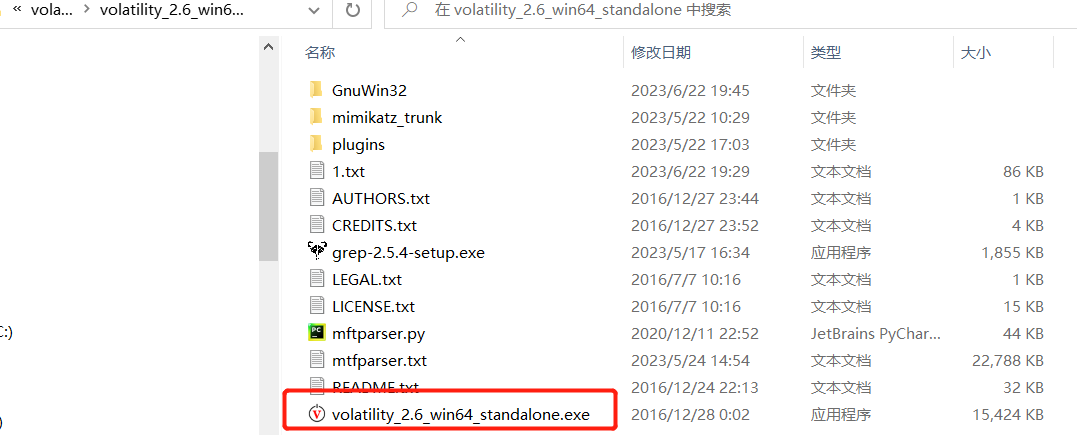 « vola... > volatility_2.6_win6...
在 volatility_2.6_win64_standalone 中搜索
名称 修改日期 类型 大小
GnuWin32 2023/6/22 19:45 文件夹
mimikatz_trunk 2023/5/22 10:29 文件夹
plugins 2023/5/22 17:03 文件夹
1.txt 2023/6/22 19:29 文本文档 86 KB
AUTHORS.txt 2016/12/27 23:44 文本文档 1 KB
CREDITS.txt 2016/12/27 23:52 文本文档 4 KB
grep-2.5.4-setup.exe 2023/5/17 16:34 应用程序 1,855 KB
LEGAL.txt 2016/7/7 10:16 文本文档 1 KB
LICENSE.txt 2016/7/7 10:16 文本文档 15 KB
:)
mftparser.py 2020/12/11 22:52 JetBrains PyChar... 44 KB
mtfparser.txt 2023/5/24 14:54 文本文档 22,788 KB
README.txt 2016/12/24 22:13 文本文档 32 KB
volatility_2.6_win64_standalone.exe 2016/12/28 0:02 应用程序 15,424 KB
)